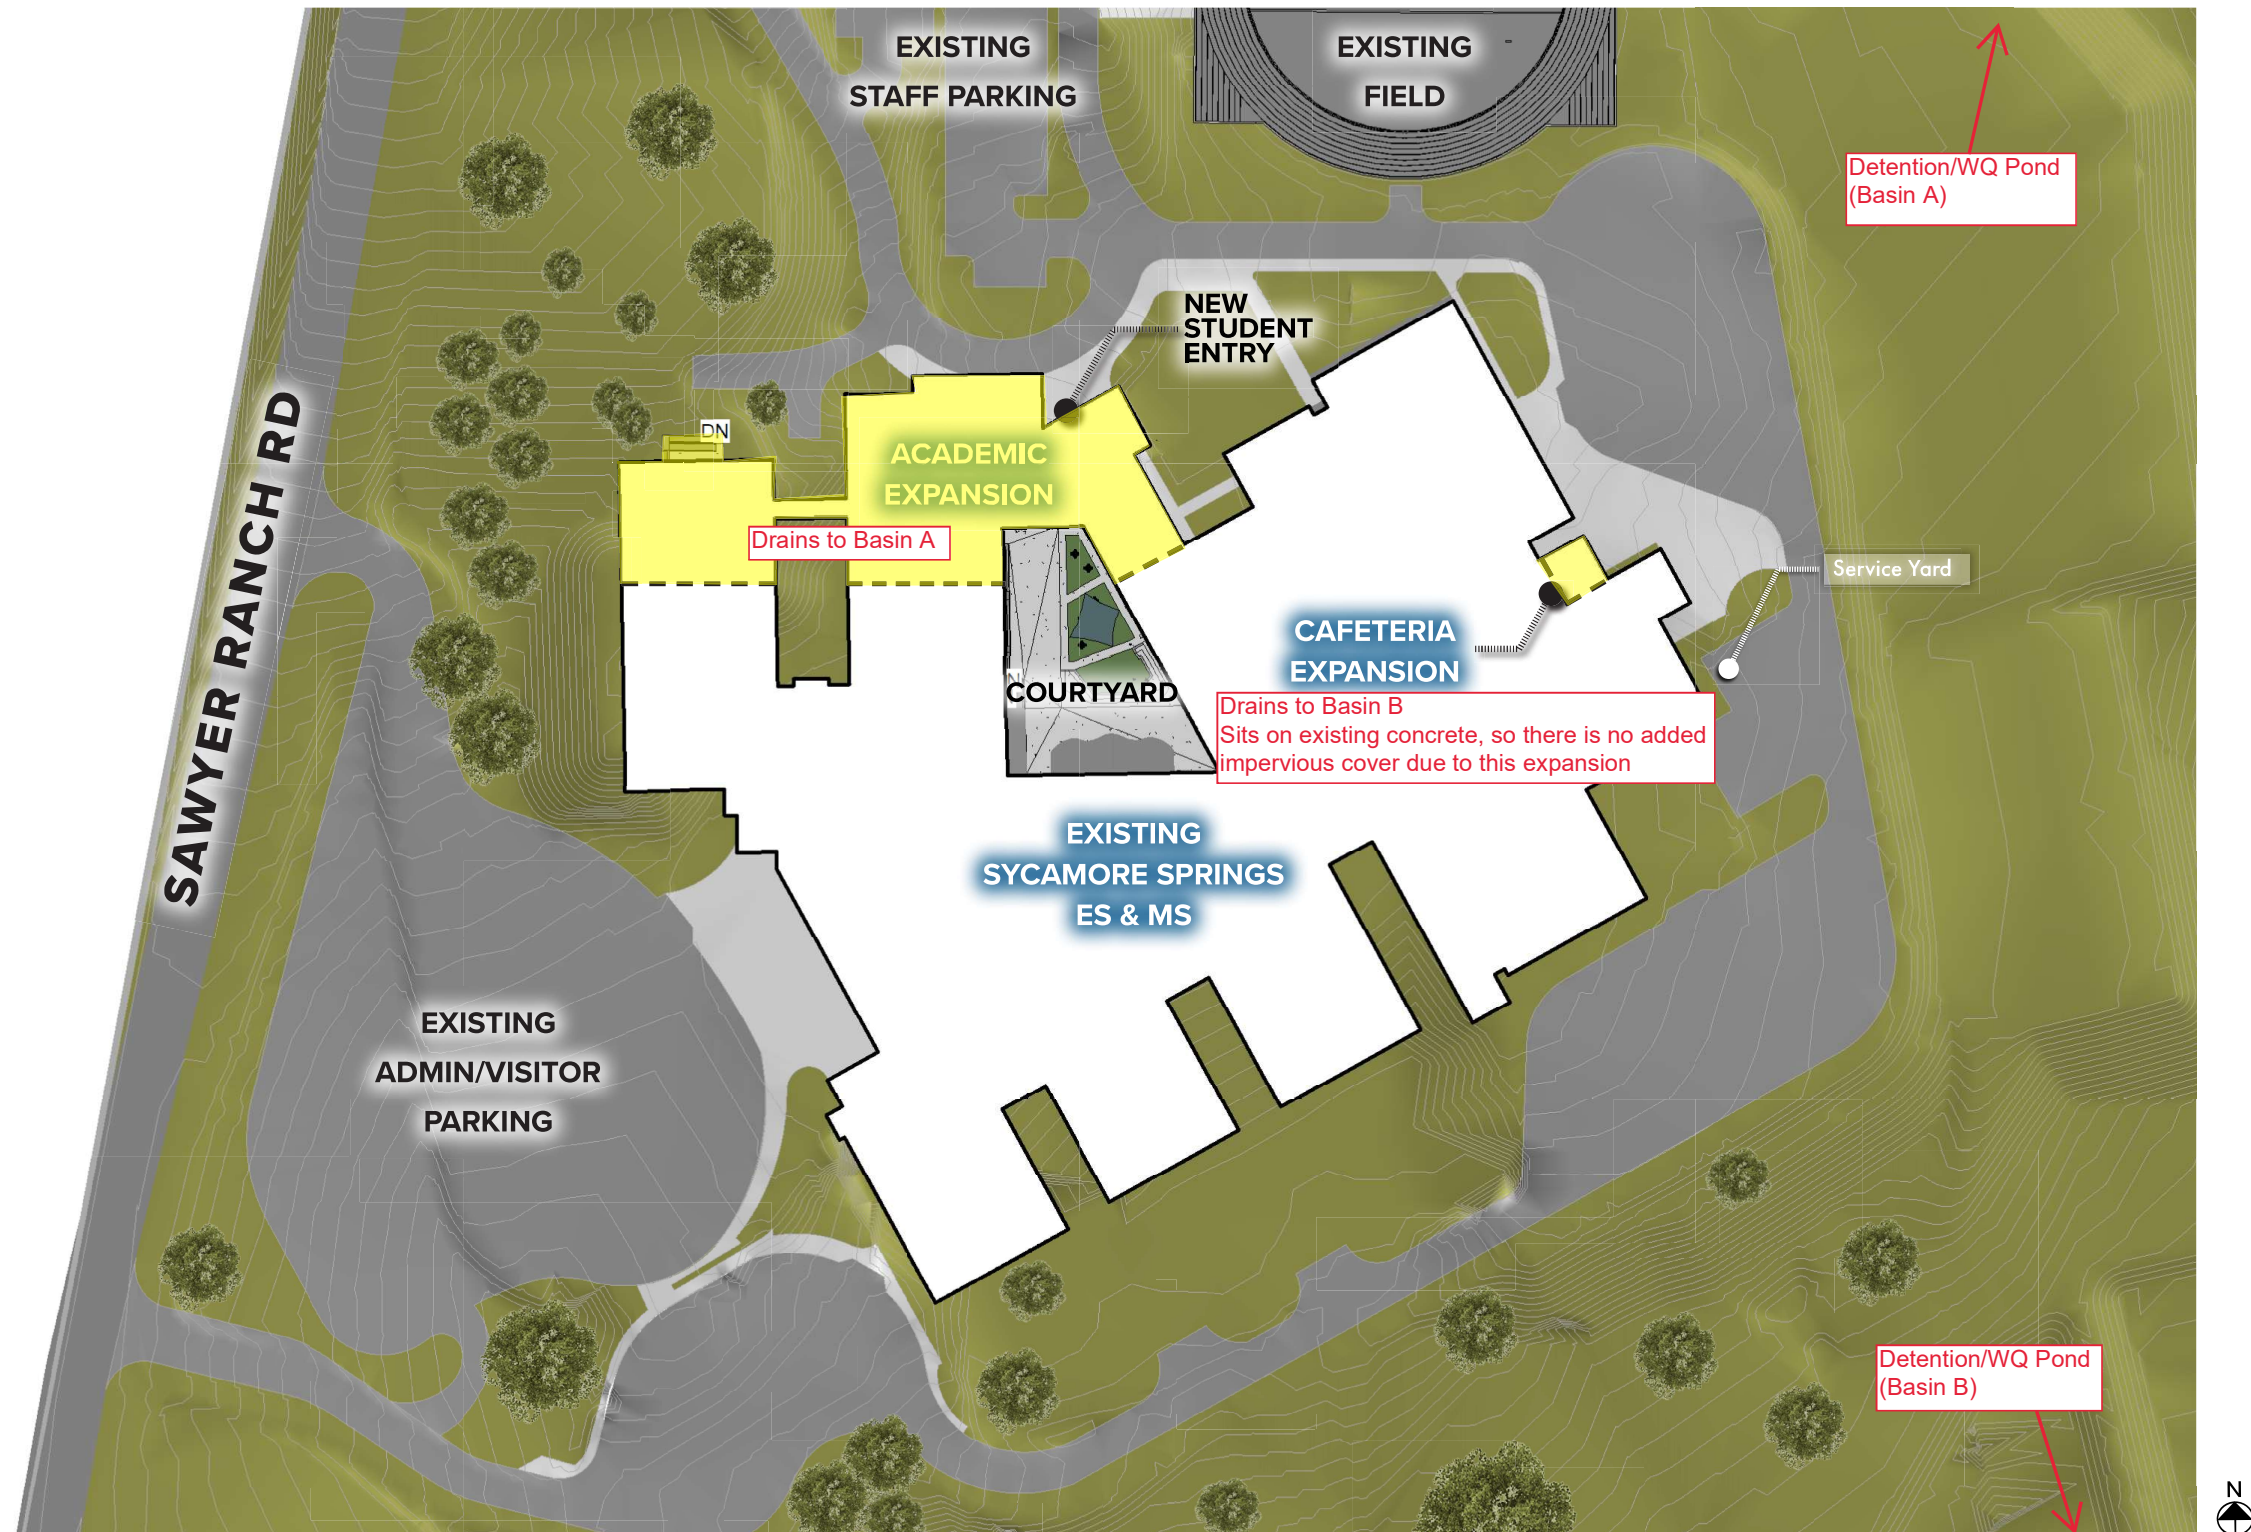 EXISTING
STAFF PARKING
EXISTING
FIELD
Detention/WQ Pond
(Basin A)
NEW
STUDENT
ENTRY
SAWYER RANCH RD
DN
ACADEMIC
EXPANSION
Drains to Basin A
Service Yard
CAFETERIA
EXPANSION
COURTYARD
Drains to Basin B
Sits on existing concrete, so there is no added
impervious cover due to this expansion
EXISTING
SYCAMORE SPRINGS
ES & MS
EXISTING
ADMIN/VISITOR
PARKING
Detention/WQ Pond
(Basin B)
N